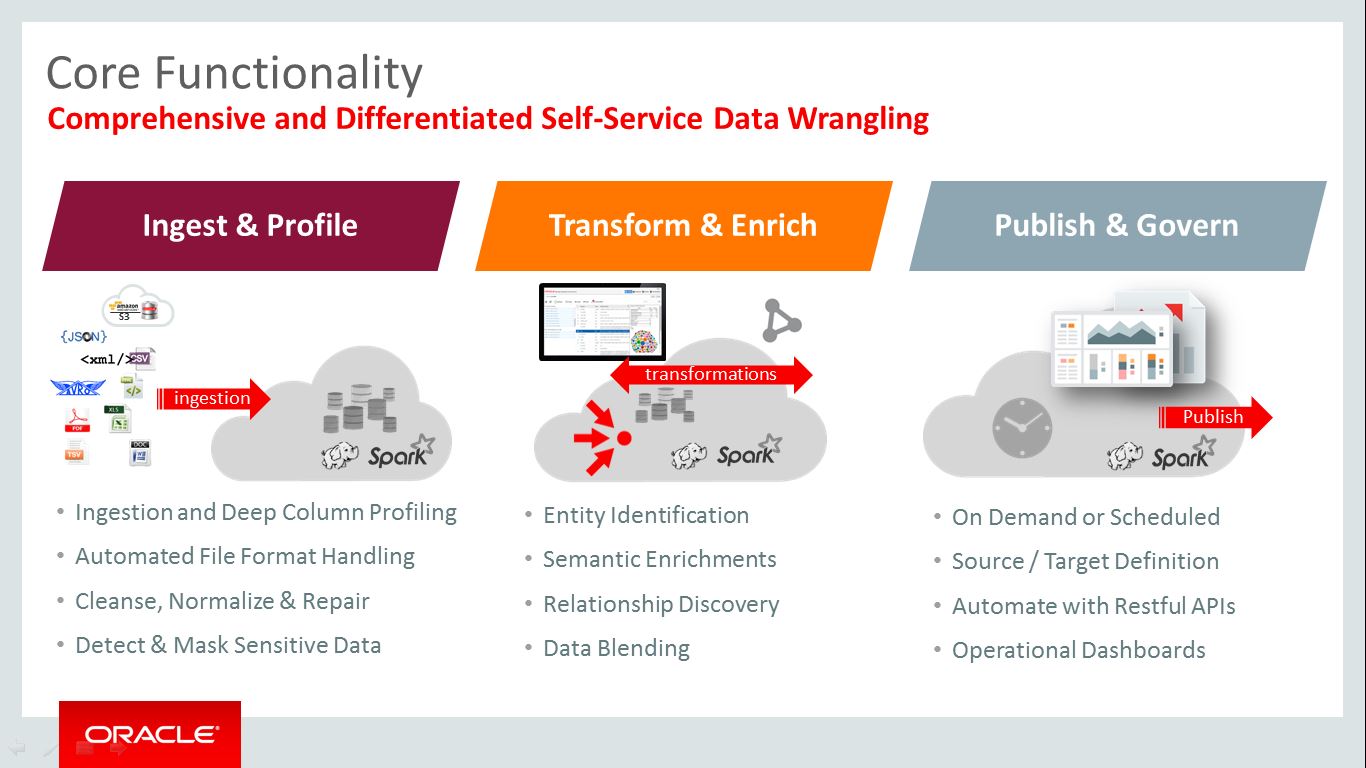 Core Functionality
Comprehensive and Differentiated Self-Service Data Wrangling
Ingest & Profile
Transform & Enrich
Publish & Govern
amazon
S3
{JSON}
<xml/>
CSV
AVRO
PDF
XLS
TSV
DOC
ingestion
Spark
transformations
Spark
Publish
Spark
• Ingestion and Deep Column Profiling
• Automated File Format Handling
• Cleanse, Normalize & Repair
• Detect & Mask Sensitive Data
• Entity Identification
• Semantic Enrichments
• Relationship Discovery
• Data Blending
• On Demand or Scheduled
• Source / Target Definition
• Automate with Restful APIs
• Operational Dashboards
ORACLE®